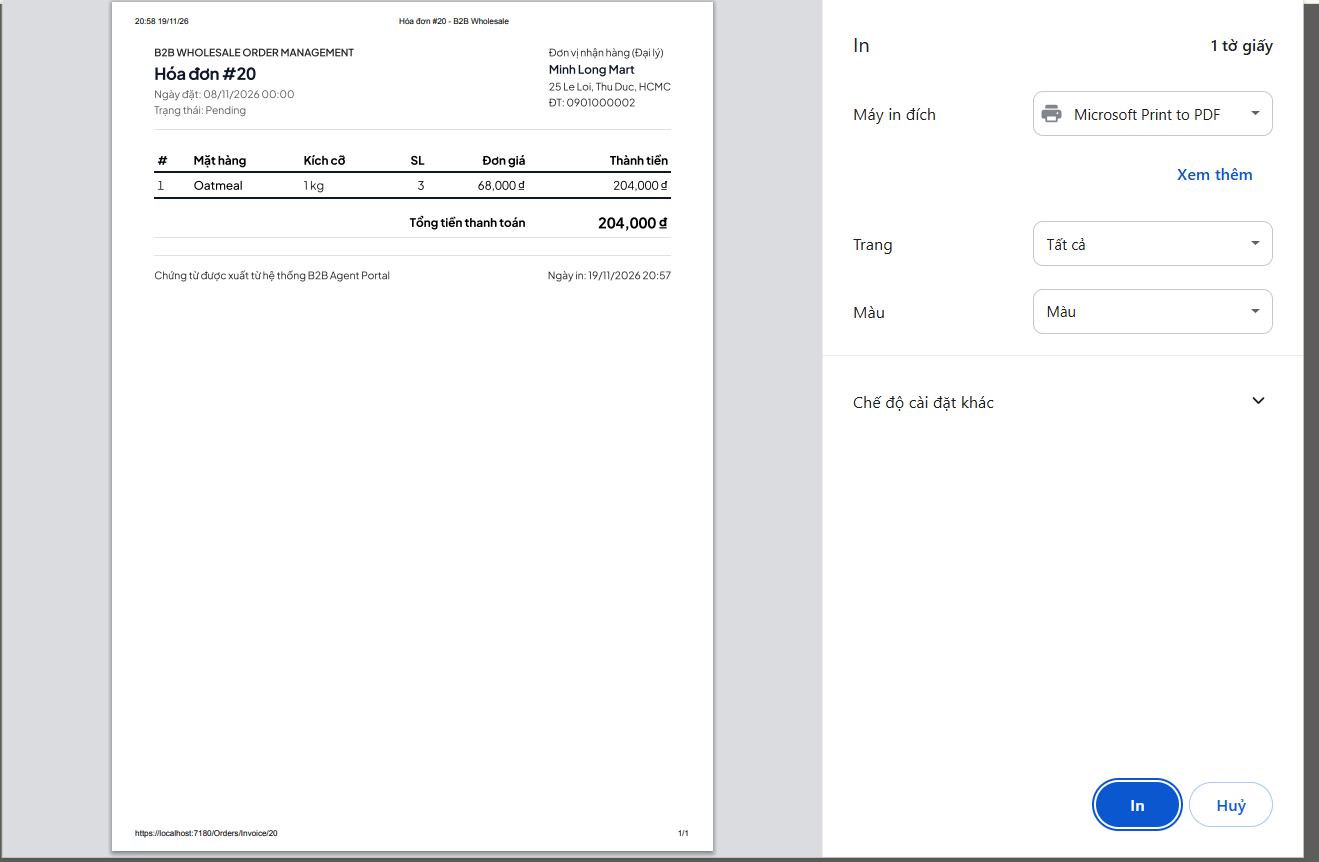 20:58 19/11/26
Hóa đơn #20 - B2B Wholesale
B2B WHOLESALE ORDER MANAGEMENT
Hóa đơn #20
Ngày đặt: 08/11/2026 00:00
Trạng thái: Pending
Đơn vị nhận hàng (Đại lý)
Minh Long Mart
25 Le Loi, Thu Duc, HCMC
ĐT: 0901000002
# Mặt hàng Kích cỡ SL Đơn giá Thành tiền
1 Oatmeal 1 kg 3 68,000 ₫ 204,000 ₫
Tổng tiền thanh toán 204,000 ₫
Chứng từ được xuất từ hệ thống B2B Agent Portal
Ngày in: 19/11/2026 20:57
https://localhost:7180/Orders/Invoice/20
1/1
In
1 tờ giấy
Máy in đích
Microsoft Print to PDF
Xem thêm
Trang
Tất cả
Màu
Màu
Chế độ cài đặt khác
In
Huỷ